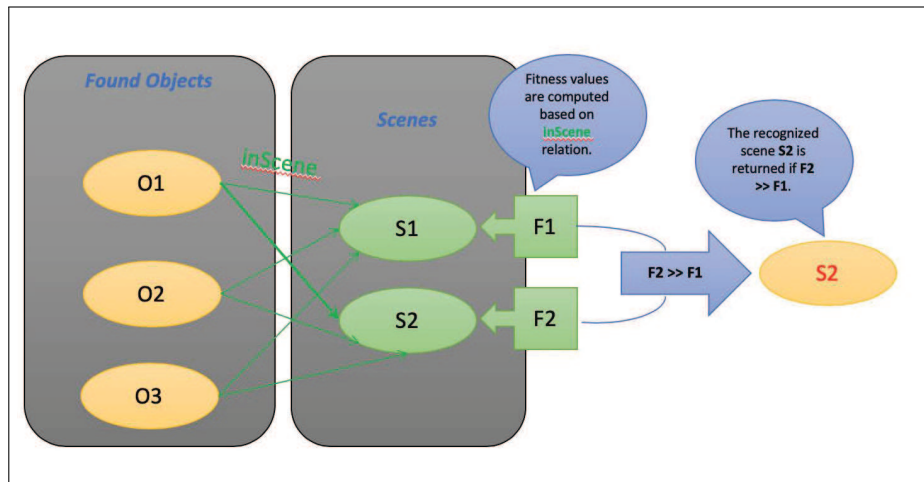 Found Objects
Scenes
inScene
O1
O2
O3
S1
S2
F1
F2
Fitness values
are computed
based on
inScene
relation.
F2 >> F1
The recognized
scene S2 is
returned if F2
>> F1.
S2